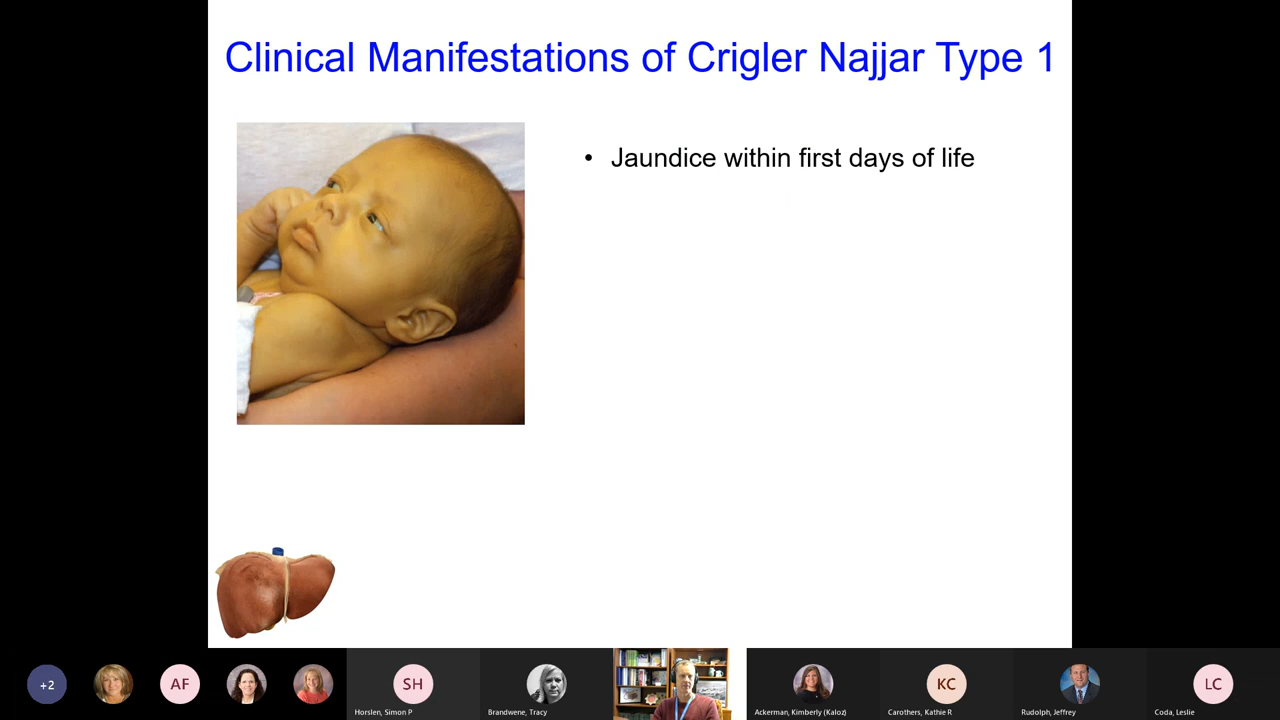 Clinical Manifestations of Crigler Najjar Type 1
• Jaundice within first days of life
+2
AF
SH
KC
LC
Horslen, Simon P
Brandwene, Tracy
Ackerman, Kimberly (Kaloz)
Carothers, Kathie R
Rudolph, Jeffrey
Coda, Leslie